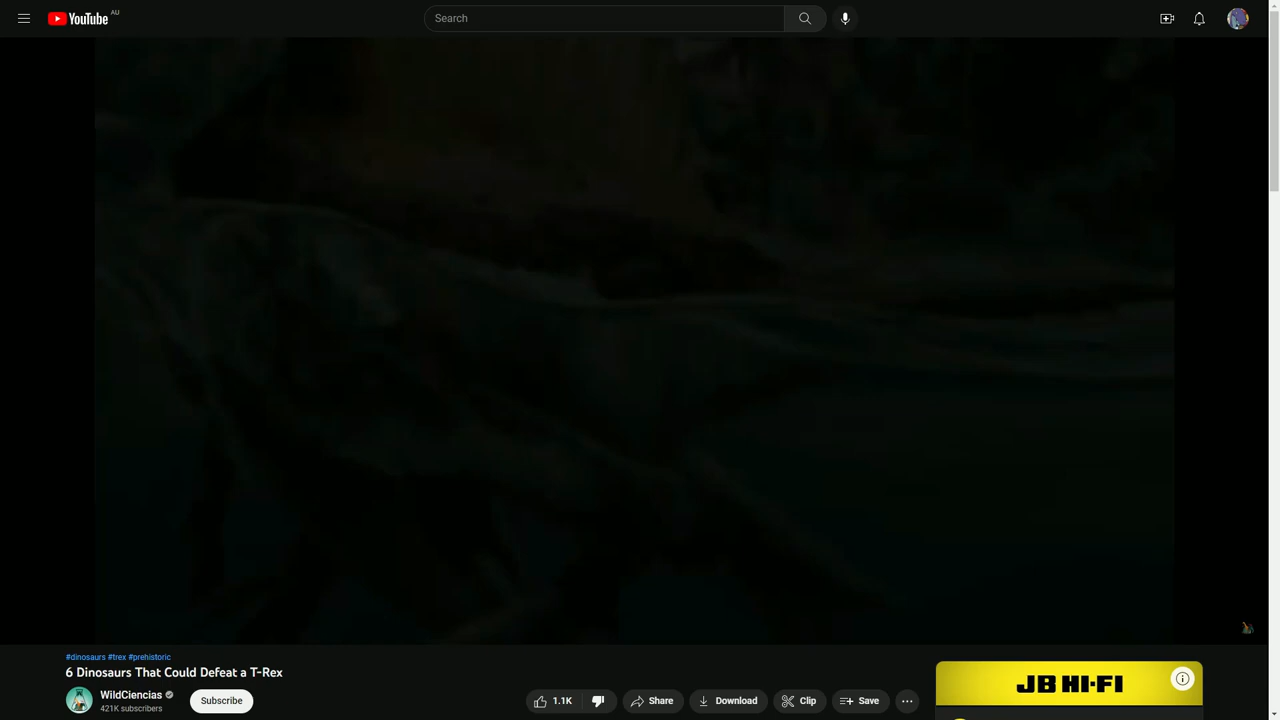 YouTube AU
Search
#dinosaurs #trex #prehistoric
6 Dinosaurs That Could Defeat a T-Rex
WildCiencias
421K subscribers
Subscribe
1.1K
Share
Download
Clip
Save
JB HI-FI